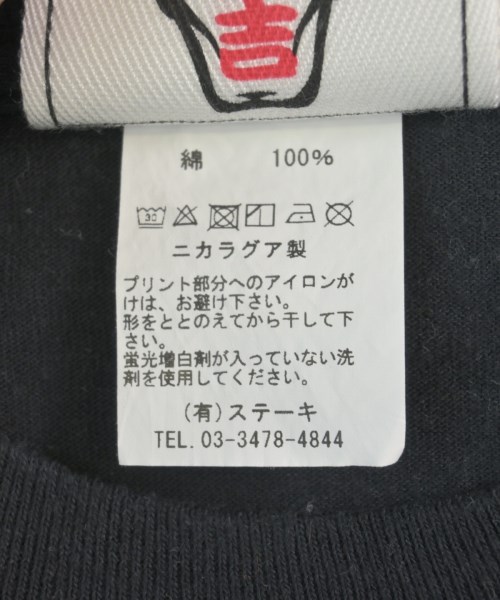 吉
綿 100%
30
ニカラグア製
プリント部分へのアイロンが
けは、お避け下さい。
形をととのえてから干して下
さい。
蛍光増白剤が入っていない洗
剤を使用してください。
(有)ステーキ
TEL. 03-3478-4844